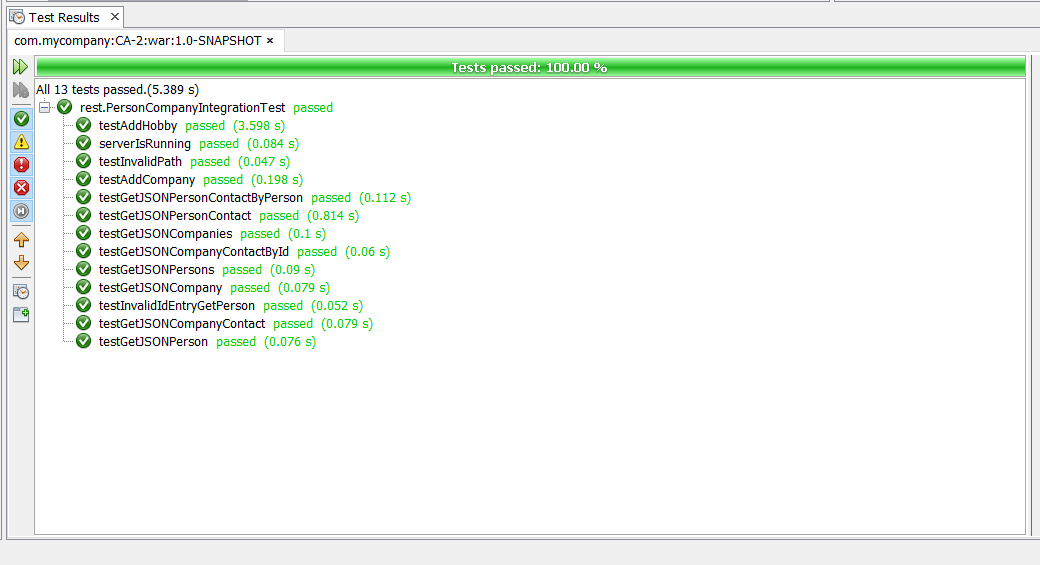 Test Results
com.mycompany:CA-2:war:1.0-SNAPSHOT
Tests passed: 100.00 %
All 13 tests passed.(5.389 s)
rest.PersonCompanyIntegrationTest passed
testAddHobby passed (3.598 s)
serverIsRunning passed (0.084 s)
testInvalidPath passed (0.047 s)
testAddCompany passed (0.198 s)
testGetJSONPersonContactByPerson passed (0.112 s)
testGetJSONPersonContact passed (0.814 s)
testGetJSONCompanies passed (0.1 s)
testGetJSONCompanyContactById passed (0.06 s)
testGetJSONPersons passed (0.09 s)
testGetJSONCompany passed (0.079 s)
testInvalidIdEntryGetPerson passed (0.052 s)
testGetJSONCompanyContact passed (0.079 s)
testGetJSONPerson passed (0.076 s)